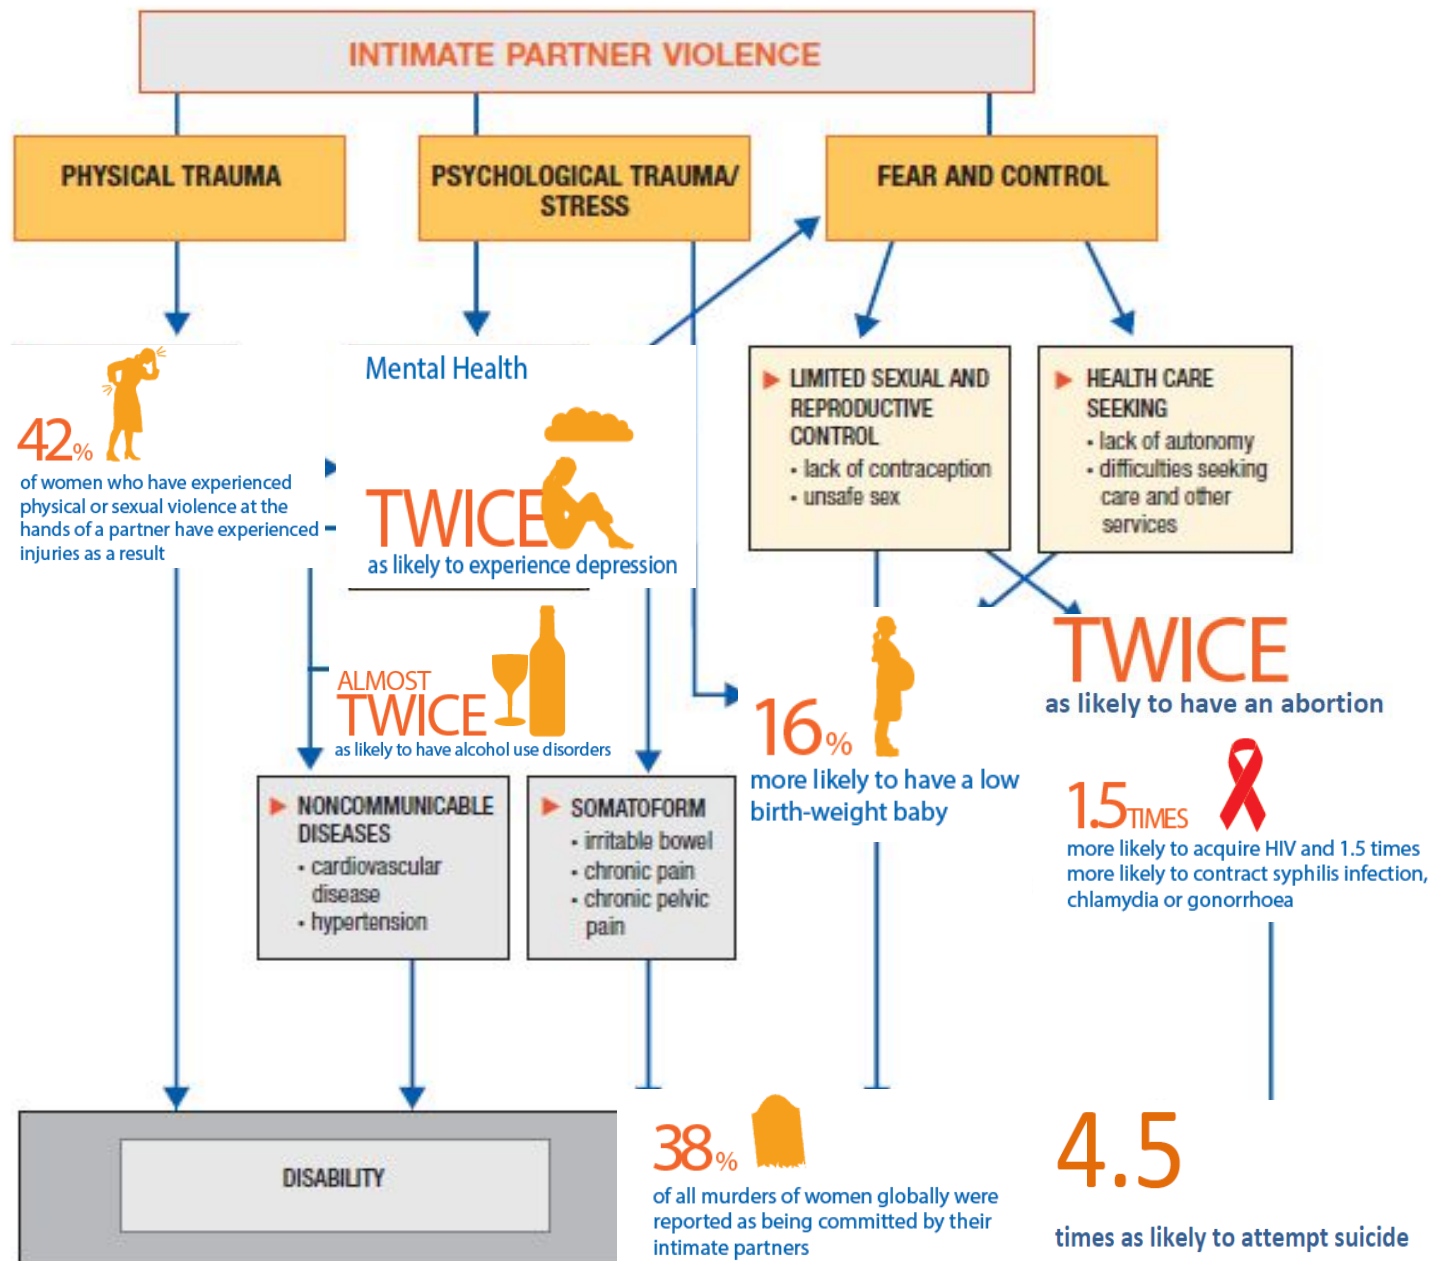 INTIMATE PARTNER VIOLENCE
PHYSICAL TRAUMA
PSYCHOLOGICAL TRAUMA/
STRESS
FEAR AND CONTROL
42%
of women who have experienced
physical or sexual violence at the
hands of a partner have experienced
injuries as a result
Mental Health
TWICE
as likely to experience depression
LIMITED SEXUAL AND
REPRODUCTIVE
CONTROL
• lack of contraception
• unsafe sex
HEALTH CARE
SEEKING
• lack of autonomy
• difficulties seeking
care and other
services
ALMOST
TWICE
as likely to have alcohol use disorders
16%
more likely to have a low
birth-weight baby
TWICE
as likely to have an abortion
1.5 TIMES
more likely to acquire HIV and 1.5 times
more likely to contract syphilis infection,
chlamydia or gonorrhoea
NONCOMMUNICABLE
DISEASES
• cardiovascular
disease
• hypertension
SOMATOFORM
• irritable bowel
• chronic pain
• chronic pelvic
pain
DISABILITY
38%
of all murders of women globally were
reported as being committed by their
intimate partners
4.5
times as likely to attempt suicide